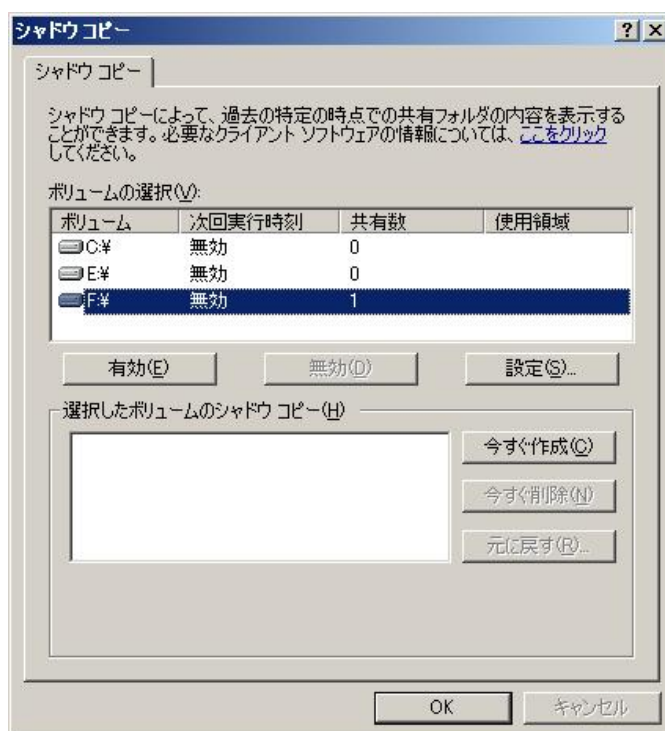 シャドウ コピー
シャドウ コピー
シャドウ コピーによって、過去の特定の時点での共有フォルダの内容を表示する
ことができます。必要なクライアント ソフトウェアの情報については、ここをクリック
してください。
ボリュームの選択(V):
ボリューム 次回実行時刻 共有数 使用領域
C:¥ 無効 0
E:¥ 無効 0
F:¥ 無効 1
有効(E) 無効(D) 設定(S)...
選択したボリュームのシャドウ コピー(H)
今すぐ作成(C)
今すぐ削除(N)
元に戻す(R)...
OK キャンセル